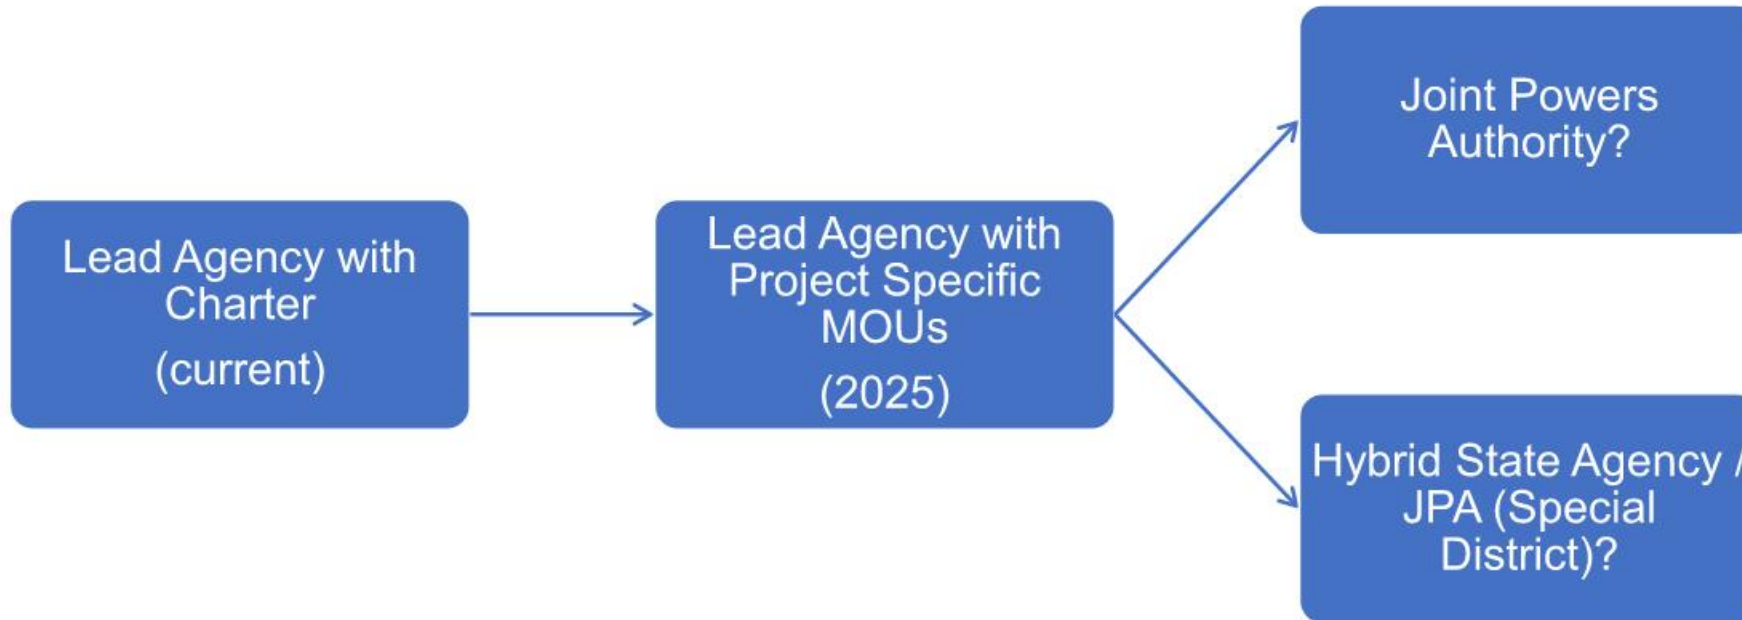 Lead Agency with
Charter
(current)
Lead Agency with
Project Specific
MOUs
(2025)
Joint Powers
Authority?
Hybrid State Agency /
JPA (Special
District)?